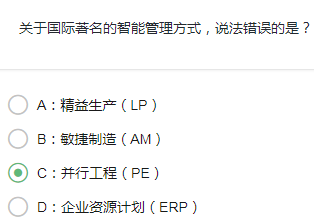 关于国际著名的智能管理方式，说法错误的是？
A：精益生产（LP）
B：敏捷制造（AM）
C：并行工程（PE）
D：企业资源计划（ERP）